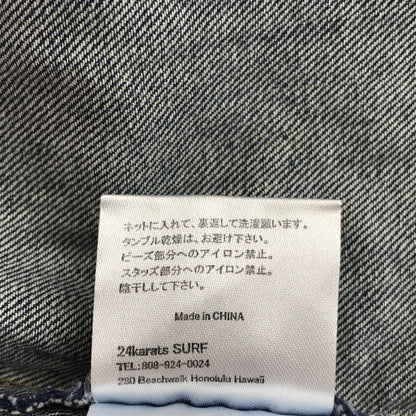 ネットに入れて、裏返して洗濯願います。
タンブル乾燥は、お避け下さい。
ビーズ部分へのアイロン禁止。
スタッズ部分へのアイロン禁止。
陰干しして下さい。
Made in CHINA
24karats SURF
TEL: 808-924-0024
280 Beachwalk Honolulu Hawaii